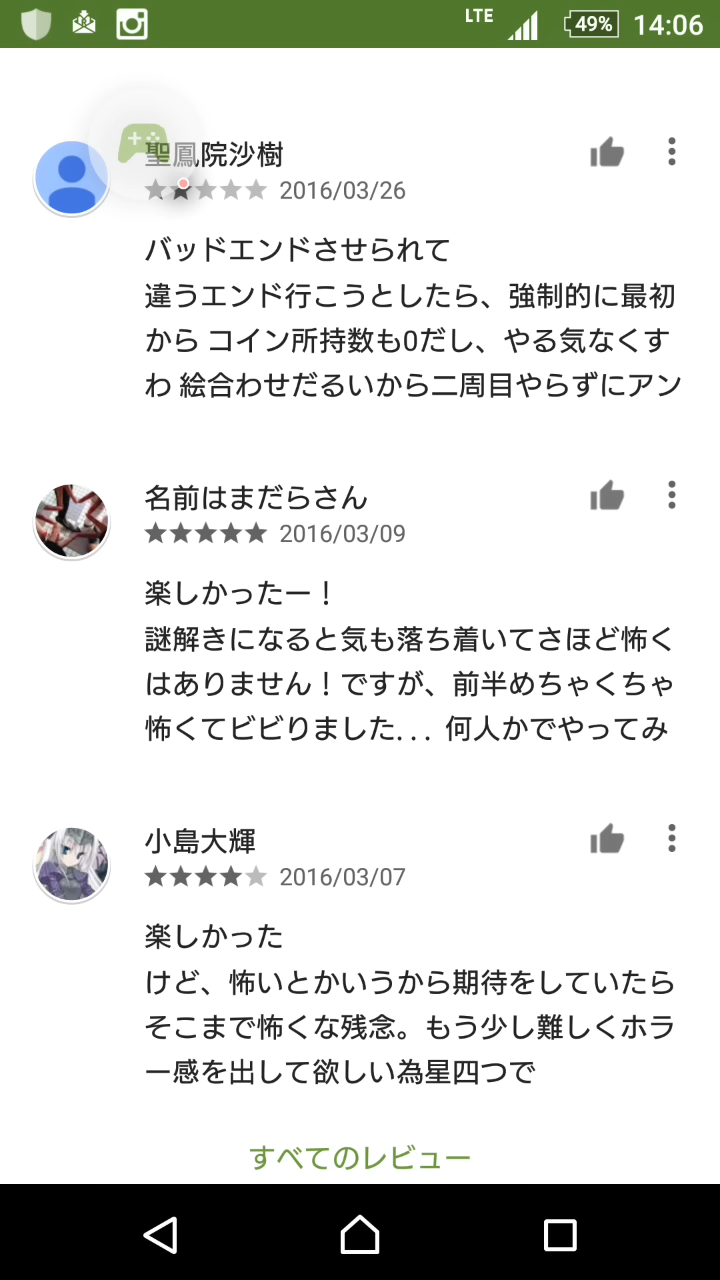 LTE 49% 14:06
聖鳳院沙樹
2016/03/26
バッドエンドさせられて
違うエンド行こうとしたら、強制的に最初
から コイン所持数も0だし、やる気なくす
わ 絵合わせだるいから二周目やらずにアン
名前はまだらさん
2016/03/09
楽しかったー！
謎解きになると気も落ち着いてさほど怖く
はありません！ですが、前半めちゃくちゃ
怖くてビビりました... 何人かでやってみ
小島大輝
2016/03/07
楽しかった
けど、怖いとかいうから期待をしていたら
そこまで怖くな残念。もう少し難しくホラ
ー感を出して欲しい為星四つで
すべてのレビュー